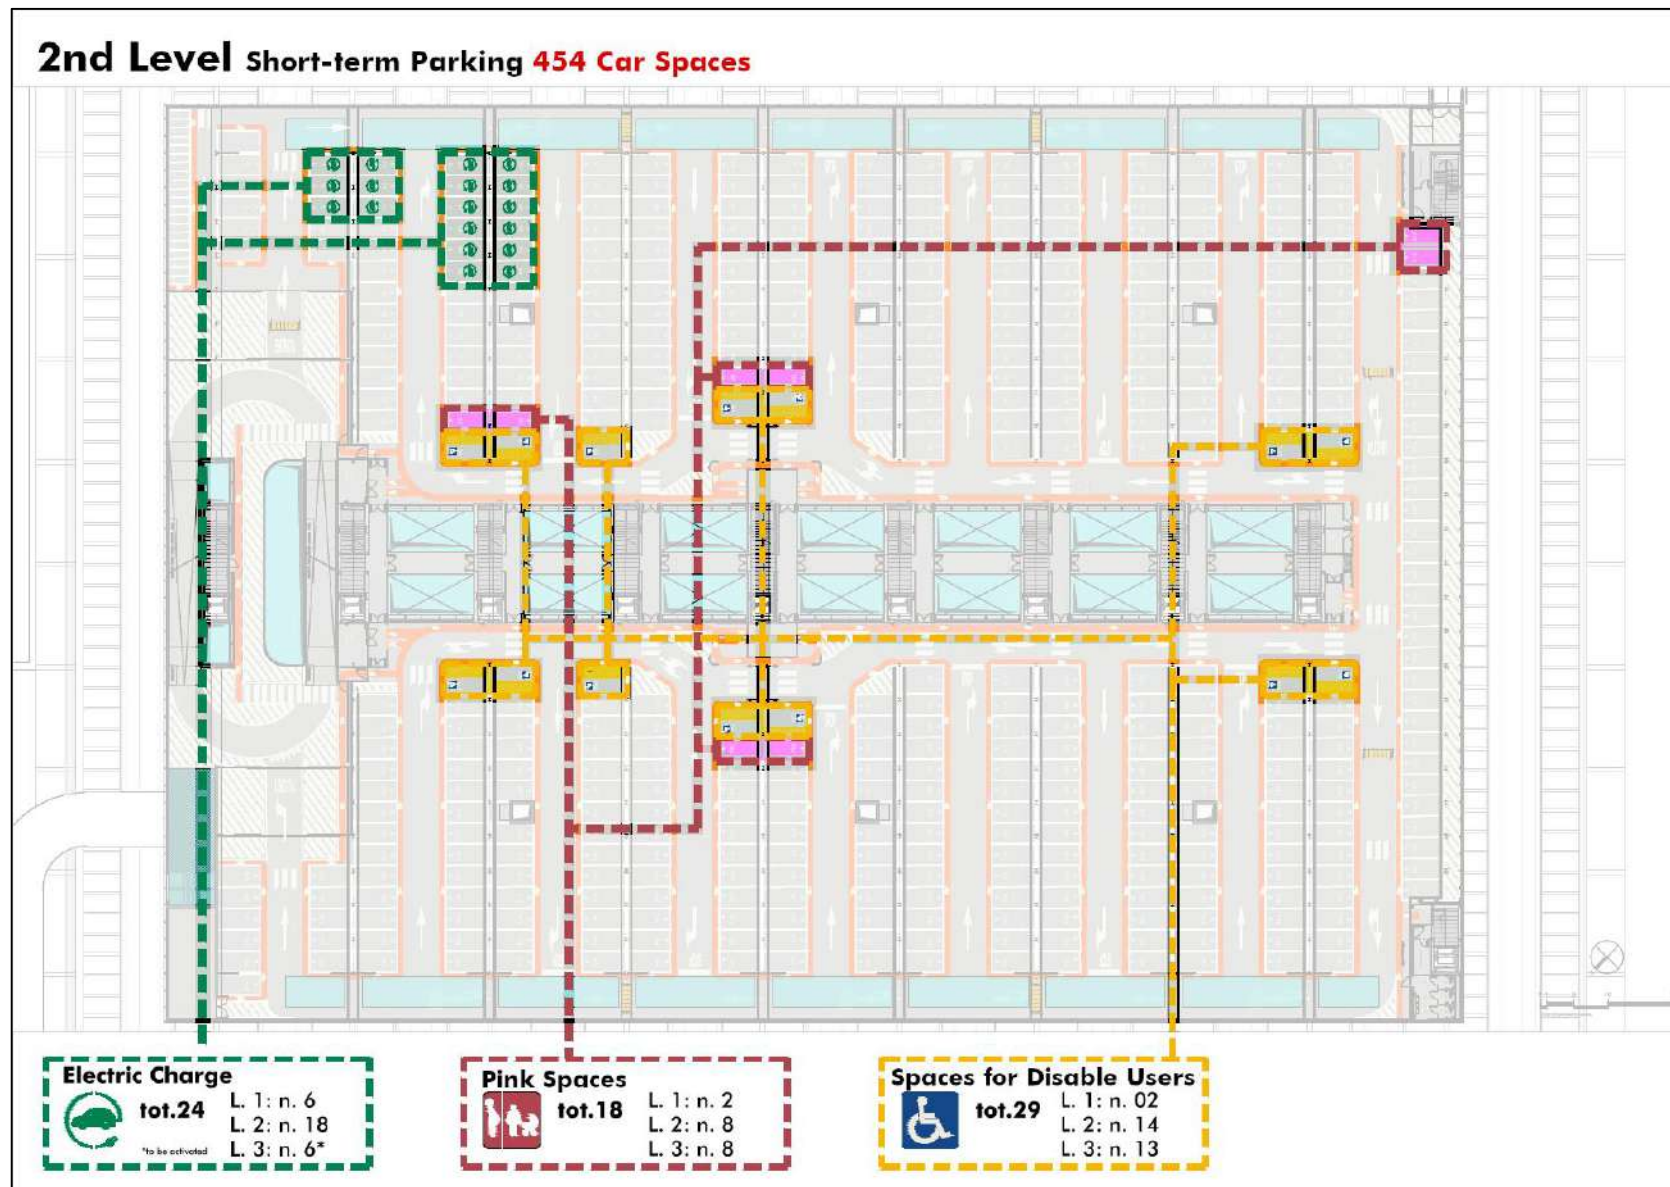 2nd Level Short-term Parking 454 Car Spaces
Electric Charge
tot.24
L. 1: n. 6
L. 2: n. 18
L. 3: n. 6*
*to be activated
Pink Spaces
tot.18
L. 1: n. 2
L. 2: n. 8
L. 3: n. 8
Spaces for Disable Users
tot.29
L. 1: n. 02
L. 2: n. 14
L. 3: n. 13